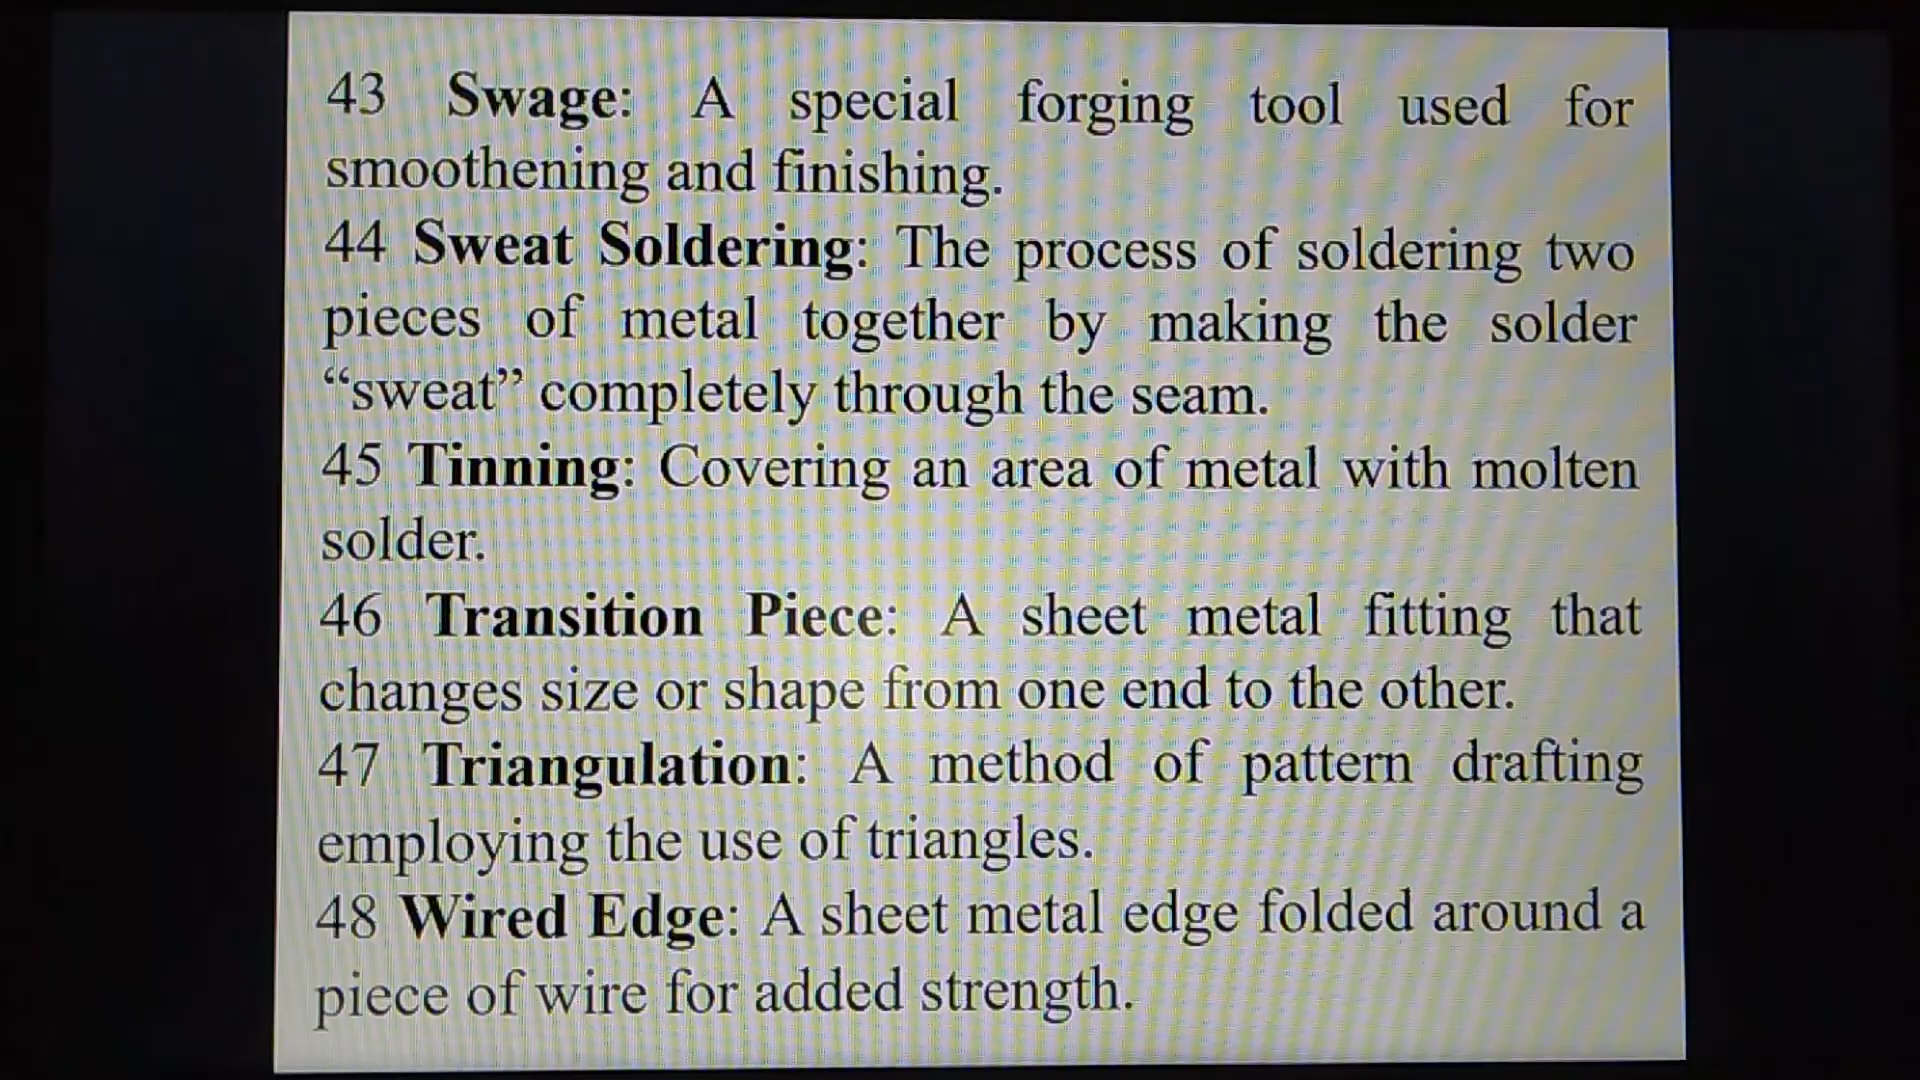 43 Swage: A special forging tool used for
smoothening and finishing.
44 Sweat Soldering: The process of soldering two
pieces of metal together by making the solder
“sweat” completely through the seam.
45 Tinning: Covering an area of metal with molten
solder.
46 Transition Piece: A sheet metal fitting that
changes size or shape from one end to the other.
47 Triangulation: A method of pattern drafting
employing the use of triangles.
48 Wired Edge: A sheet metal edge folded around a
piece of wire for added strength.